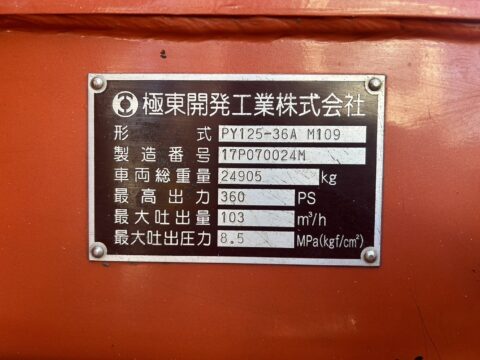 極東開発工業株式会社
形式 PY125-36A M109
製造番号 17P070024M
車両総重量 24905 kg
最高出力 360 PS
最大吐出量 103 m³/h
最大吐出圧力 8.5 MPa(kgf/cm²)